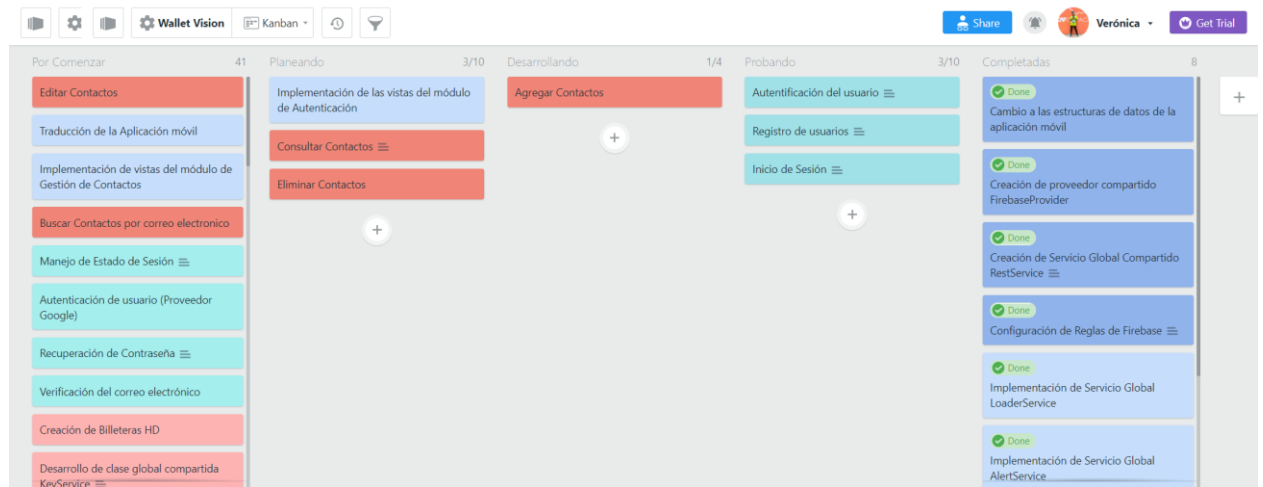 Wallet Vision
Kanban
Share
Verónica
Get Trial
Por Comenzar 41
Editar Contactos
Traducción de la Aplicación móvil
Implementación de vistas del módulo de
Gestión de Contactos
Buscar Contactos por correo electronico
Manejo de Estado de Sesión
Autenticación de usuario (Proveedor
Google)
Recuperación de Contraseña
Verificación del correo electrónico
Creación de Billeteras HD
Desarrollo de clase global compartida
KeyService
Planeando 3/10
Implementación de las vistas del módulo
de Autenticación
Consultar Contactos
Eliminar Contactos
Desarrollando 1/4
Agregar Contactos
Probando 3/10
Autentificación del usuario
Registro de usuarios
Inicio de Sesión
Completadas 8
Done
Cambio a las estructuras de datos de la
aplicación móvil
Done
Creación de proveedor compartido
FirebaseProvider
Done
Creación de Servicio Global Compartido
RestService
Done
Configuración de Reglas de Firebase
Done
Implementación de Servicio Global
LoaderService
Done
Implementación de Servicio Global
AlertService